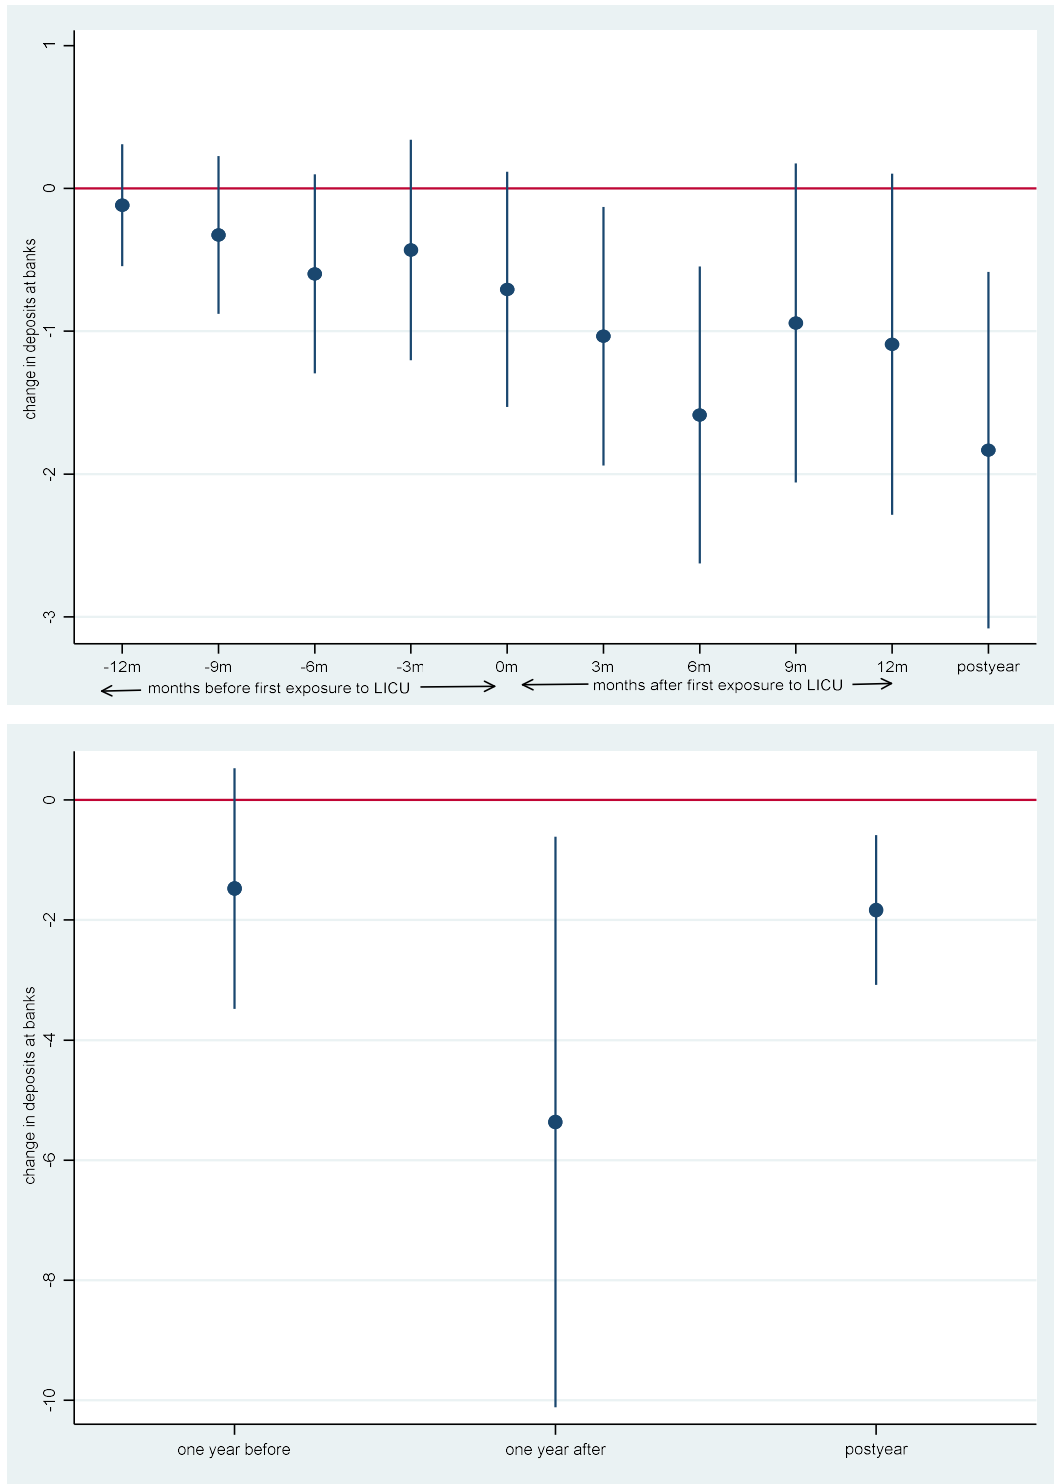 change in deposits at banks
1
0
-1
-2
-3
-12m -9m -6m -3m 0m 3m 6m 9m 12m postyear
months before first exposure to LICU months after first exposure to LICU
change in deposits at banks
0
-2
-4
-6
-8
-10
one year before one year after postyear